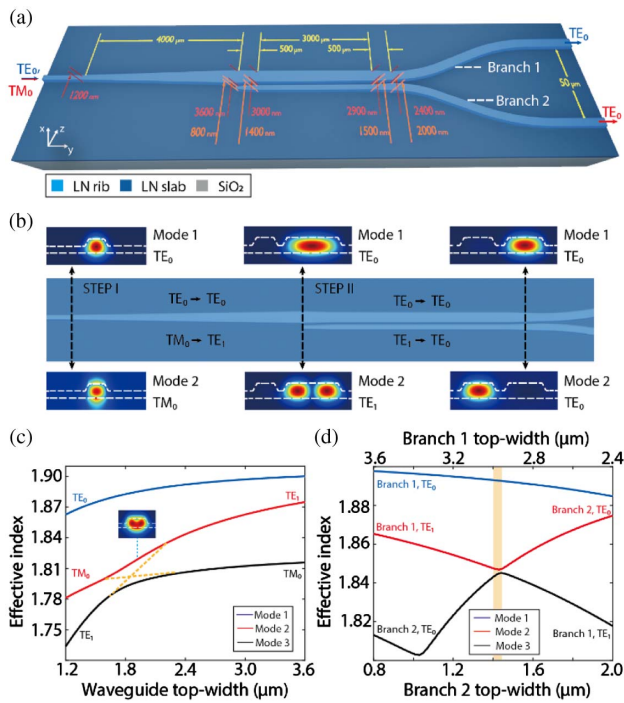 (a)
4000 μm
3000 μm
500 μm
500 μm
TE₀
TE₀,
TM₀
1200 nm
Branch 1
Branch 2
50 μm
TE₀
3600 nm
3000 nm
2900 nm
2400 nm
800 nm
1400 nm
1500 nm
2000 nm
x
z
y
LN rib
LN slab
SiO₂
(b)
Mode 1
TE₀
Mode 1
TE₀
Mode 1
TE₀
STEP I
TE₀ → TE₀
STEP II
TE₀ → TE₀
TM₀ → TE₁
TE₁ → TE₀
Mode 2
TM₀
Mode 2
TE₁
Mode 2
TE₀
(c)
Effective index
1.90
1.87
1.84
1.81
1.78
1.75
TE₀
TE₁
TM₀
TM₀
TE₁
Mode 1
Mode 2
Mode 3
1.2
1.8
2.4
3.0
3.6
Waveguide top-width (μm)
(d)
Branch 1 top-width (μm)
3.6
3.0
2.4
Effective index
1.88
1.86
1.84
1.82
Branch 1, TE₀
Branch 2, TE₀
Branch 1, TE₁
Branch 2, TE₀
Branch 1, TE₁
Mode 1
Mode 2
Mode 3
0.8
1.2
1.6
2.0
Branch 2 top-width (μm)